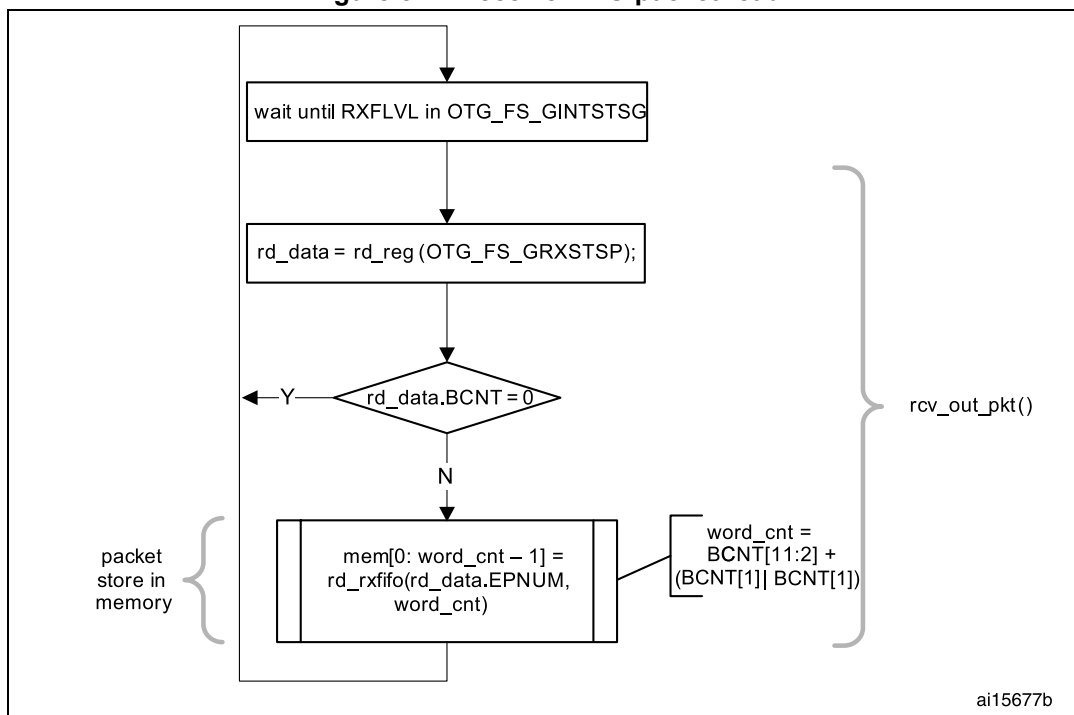 wait until RXFLVL in OTG_FS_GINTSTSG
rd_data = rd_reg (OTG_FS_GRXSTSP);
rd_data.BCNT = 0
Y
N
rcv_out_pkt()
packet
store in
memory
mem[0: word_cnt – 1] =
rd_rxfifo(rd_data.EPNUM,
word_cnt)
word_cnt =
BCNT[11:2] +
(BCNT[1] | BCNT[1])
ai15677b